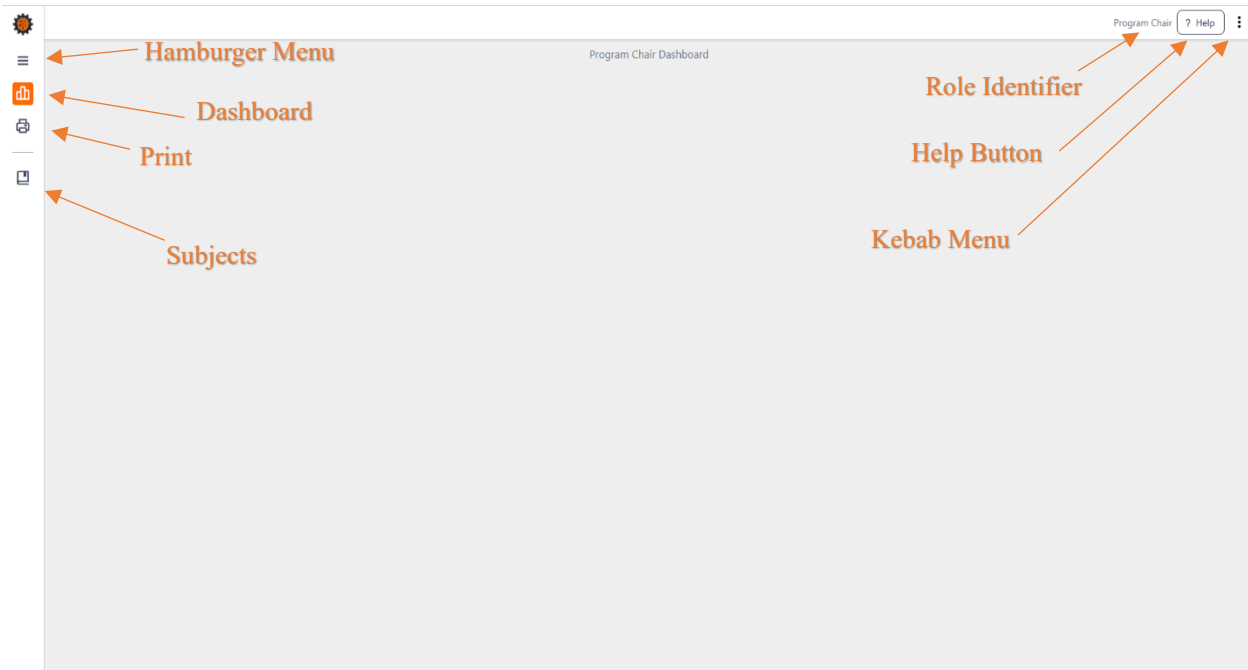 Program Chair
? Help
Hamburger Menu
Program Chair Dashboard
Role Identifier
Dashboard
Print
Help Button
Kebab Menu
Subjects